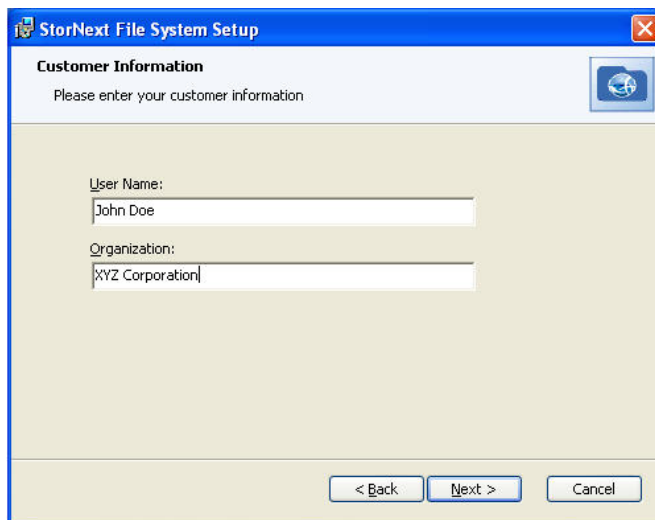 StorNext File System Setup
Customer Information
Please enter your customer information
User Name:
John Doe
Organization:
XYZ Corporation
< Back Next > Cancel